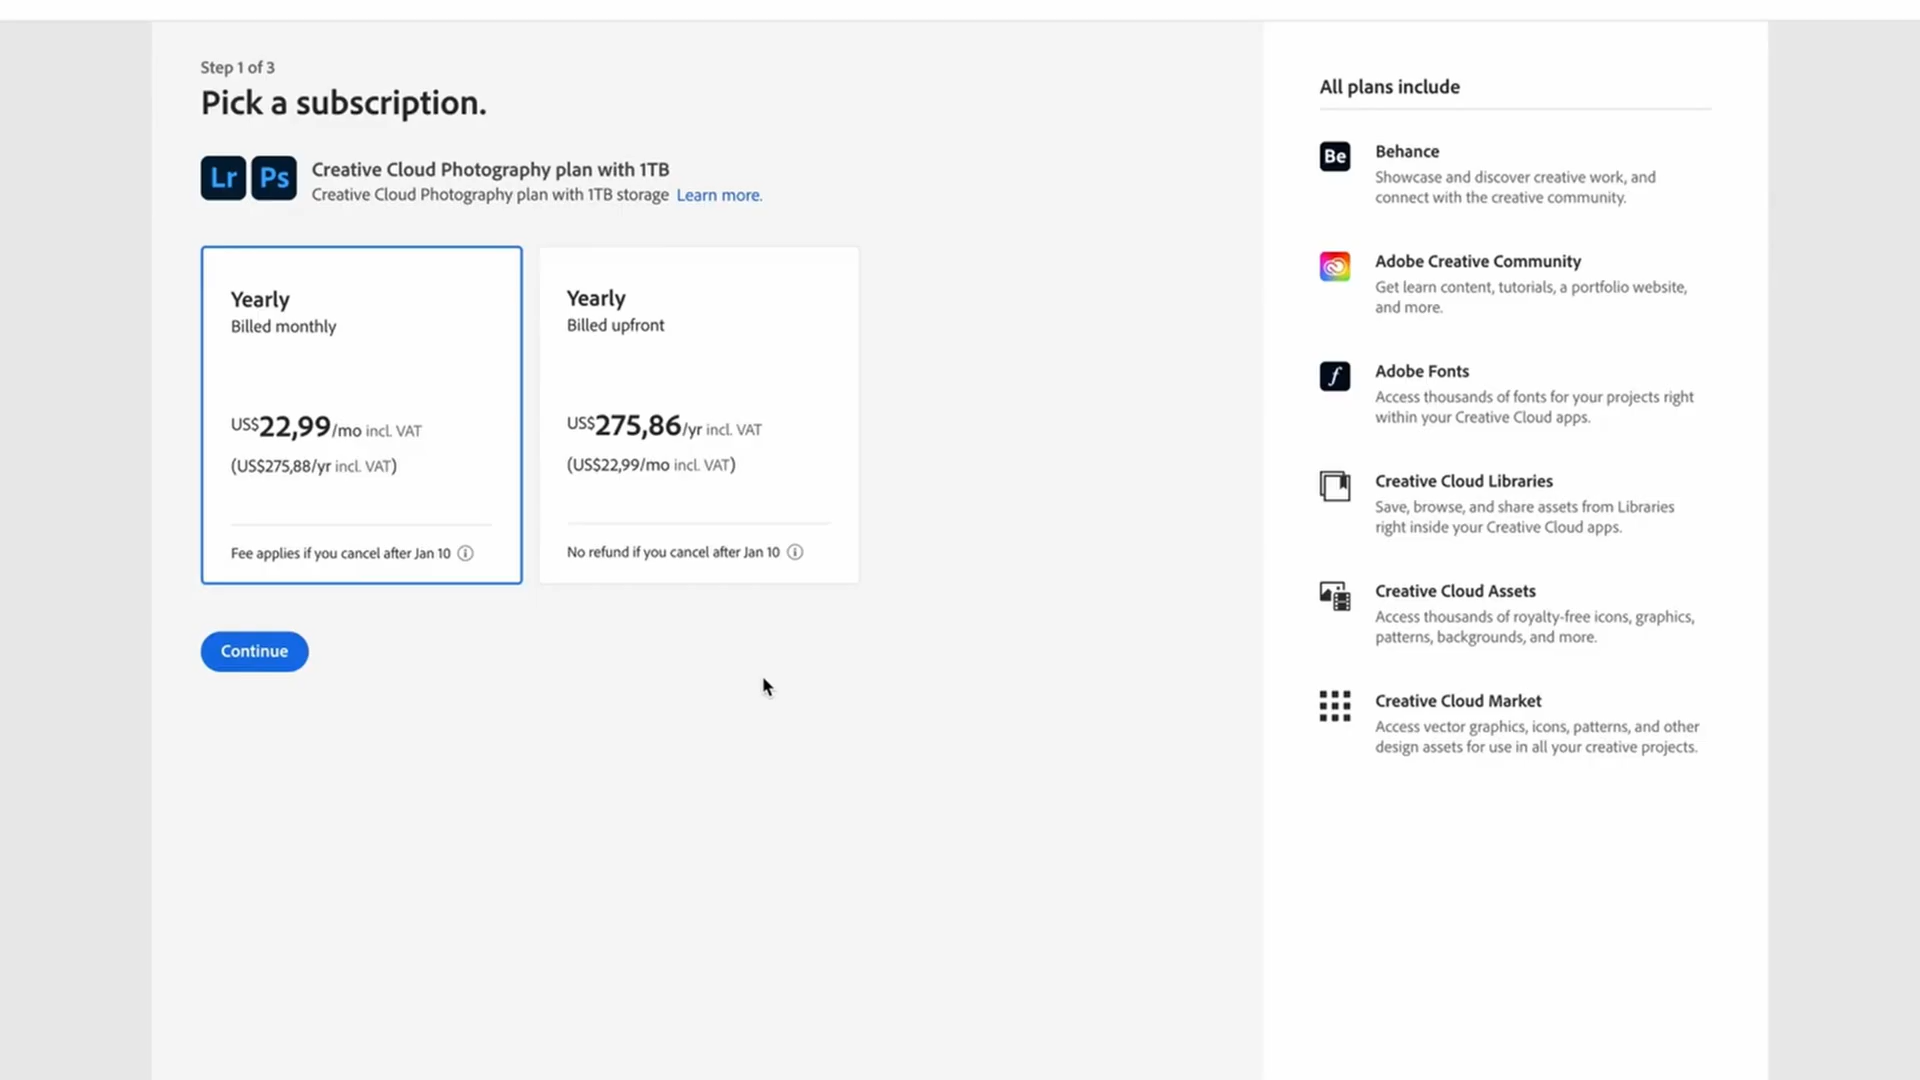 Step 1 of 3
Pick a subscription.
Lr Ps
Creative Cloud Photography plan with 1TB
Creative Cloud Photography plan with 1TB storage Learn more.
Yearly
Billed monthly
US$22,99/mo incl. VAT
(US$275,88/yr incl. VAT)
Fee applies if you cancel after Jan 10
Yearly
Billed upfront
US$275,86/yr incl. VAT
(US$22,99/mo incl. VAT)
No refund if you cancel after Jan 10
Continue
All plans include
Be
Behance
Showcase and discover creative work, and
connect with the creative community.
Adobe Creative Community
Get learn content, tutorials, a portfolio website,
and more.
f
Adobe Fonts
Access thousands of fonts for your projects right
within your Creative Cloud apps.
Creative Cloud Libraries
Save, browse, and share assets from Libraries
right inside your Creative Cloud apps.
Creative Cloud Assets
Access thousands of royalty-free icons, graphics,
patterns, backgrounds, and more.
Creative Cloud Market
Access vector graphics, icons, patterns, and other
design assets for use in all your creative projects.